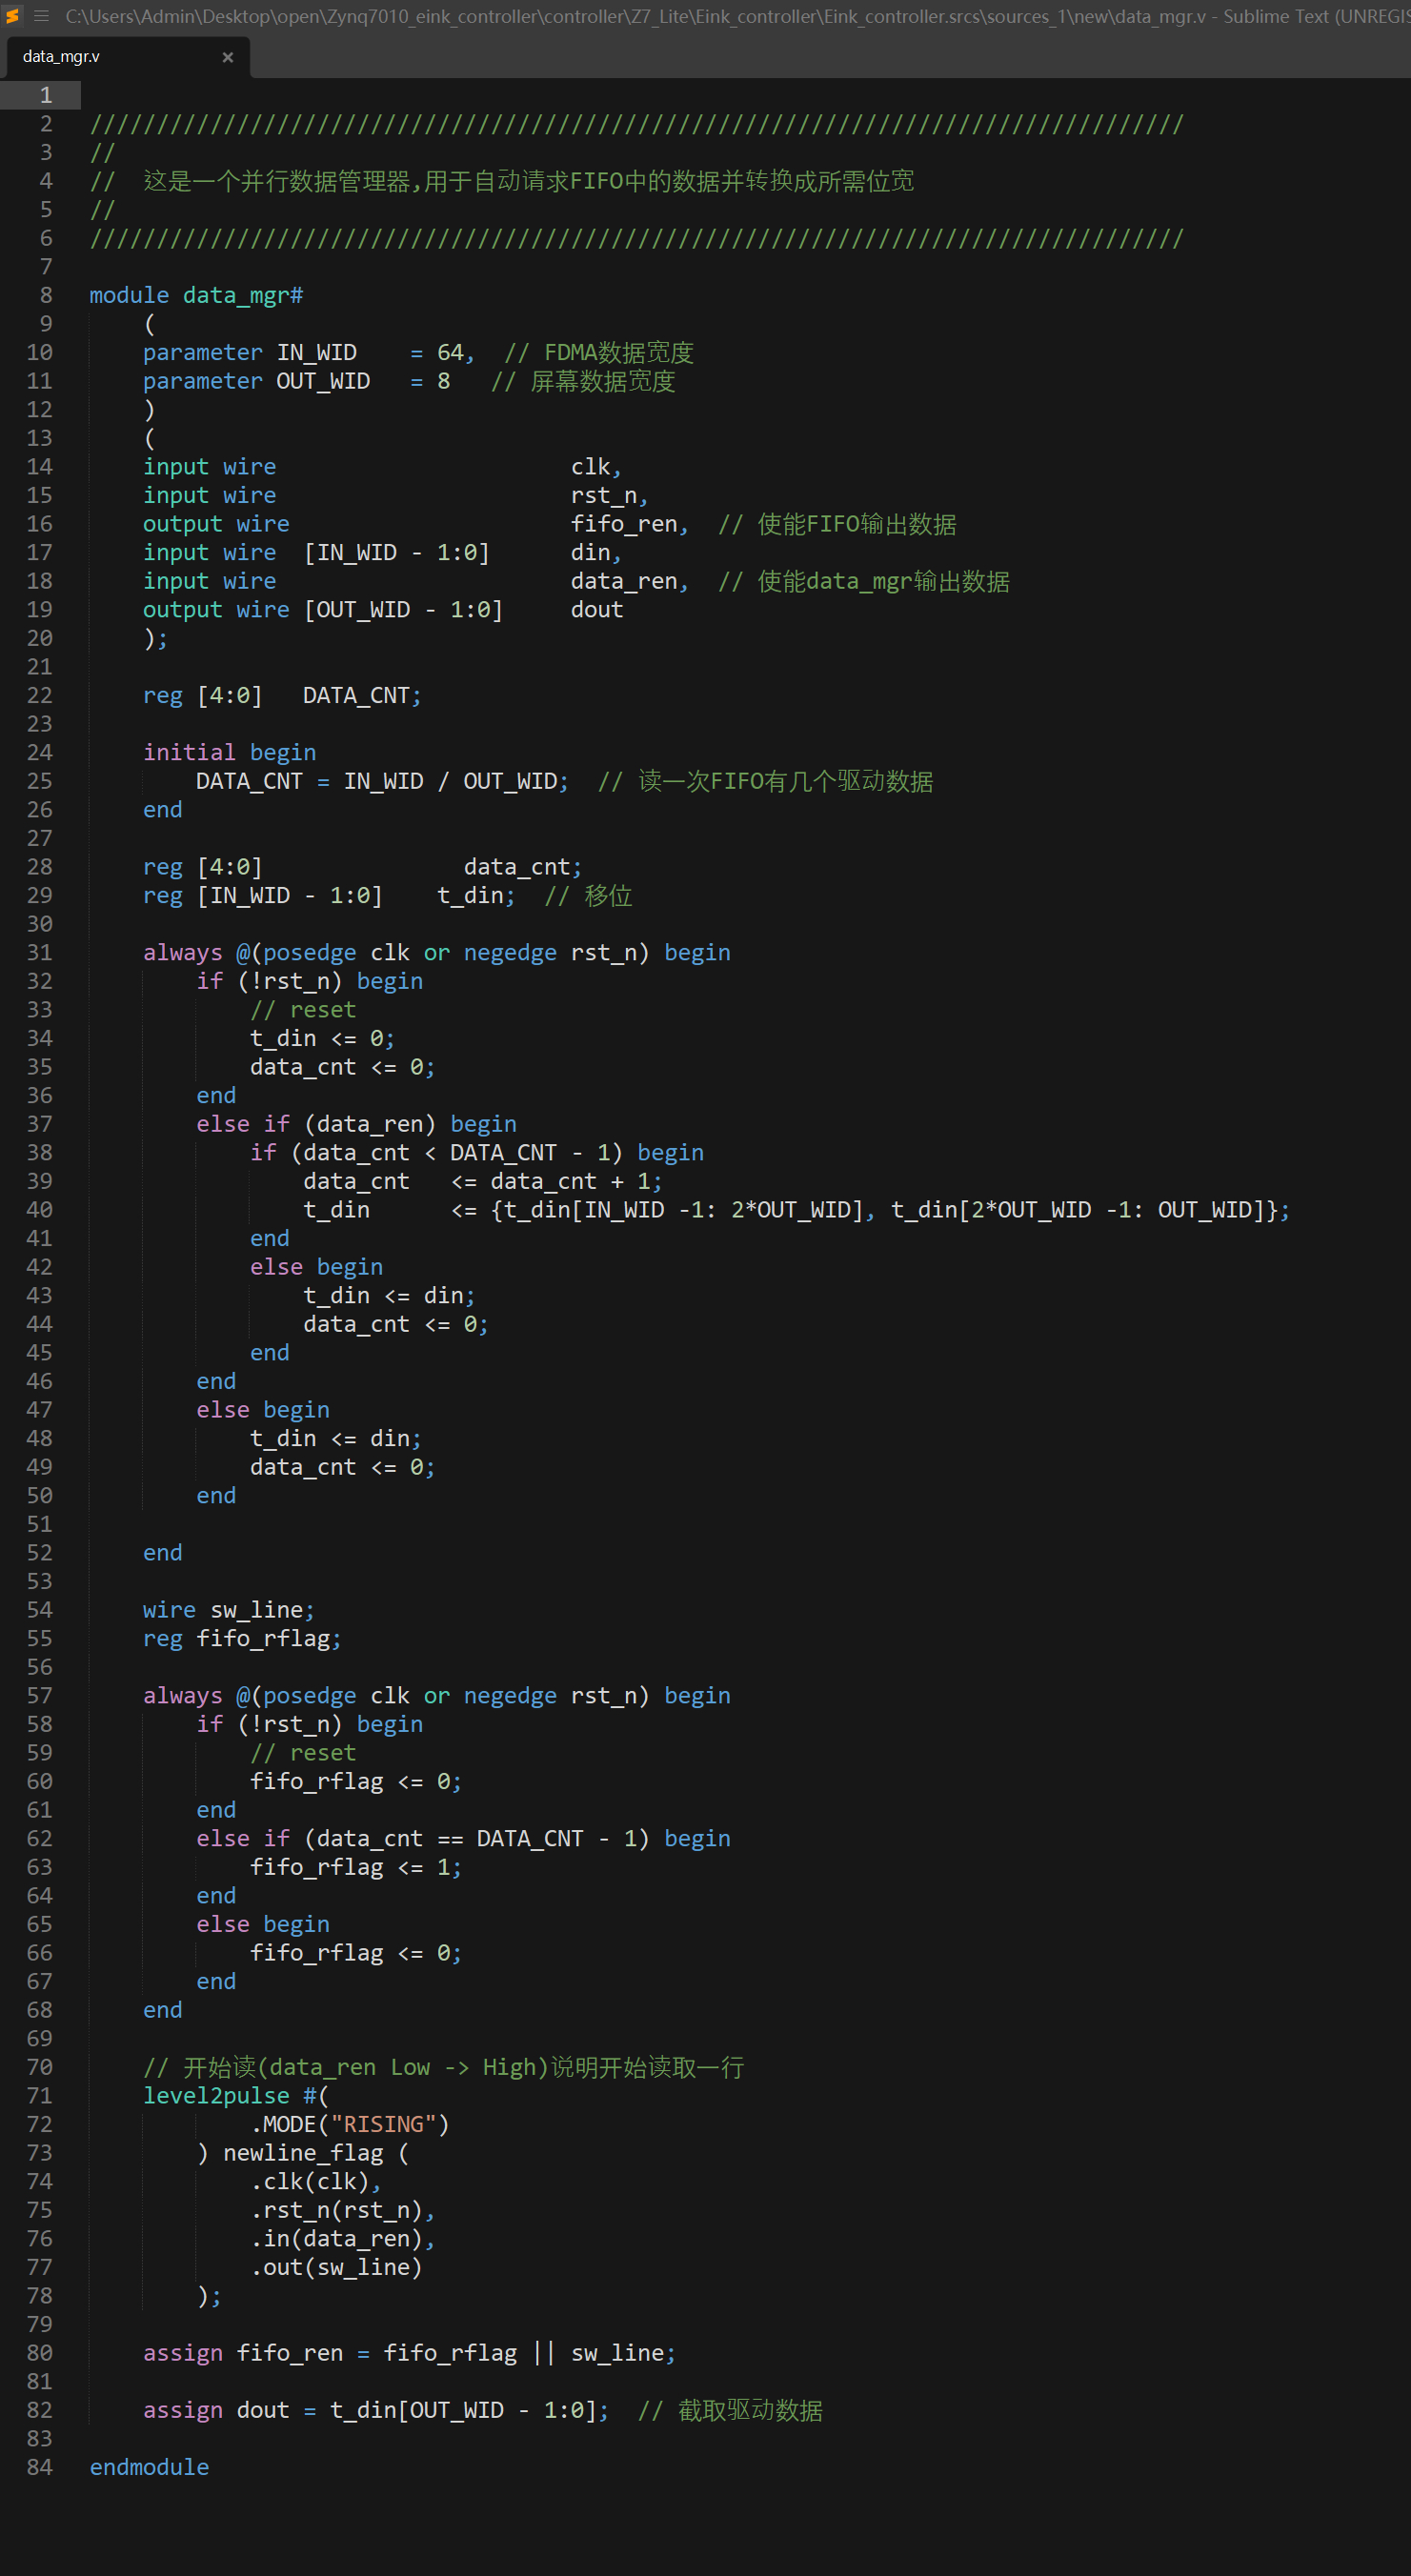 C:\Users\Admin\Desktop\open\Zynq7010_eink_controller\controller\Z7_Lite\Eink_controller\Eink_controller.srcs\sources_1\new\data_mgr.v - Sublime Text (UNREGIS
data_mgr.v ×
1
2 //////////////////////////////////////////////////////////////////////////////////
3 //
4 //  这是一个并行数据管理器,用于自动请求FIFO中的数据并转换成所需位宽
5 //
6 //////////////////////////////////////////////////////////////////////////////////
7
8 module data_mgr#
9     (
10     parameter IN_WID    = 64,  // FDMA数据宽度
11     parameter OUT_WID   = 8   // 屏幕数据宽度
12     )
13     (
14     input wire                      clk,
15     input wire                      rst_n,
16     output wire                     fifo_ren,  // 使能FIFO输出数据
17     input wire  [IN_WID - 1:0]      din,
18     input wire                      data_ren,  // 使能data_mgr输出数据
19     output wire [OUT_WID - 1:0]     dout
20     );
21
22     reg [4:0]   DATA_CNT;
23
24     initial begin
25         DATA_CNT = IN_WID / OUT_WID;  // 读一次FIFO有几个驱动数据
26     end
27
28     reg [4:0]               data_cnt;
29     reg [IN_WID - 1:0]    t_din;  // 移位
30
31     always @(posedge clk or negedge rst_n) begin
32         if (!rst_n) begin
33             // reset
34             t_din <= 0;
35             data_cnt <= 0;
36         end
37         else if (data_ren) begin
38             if (data_cnt < DATA_CNT - 1) begin
39                 data_cnt   <= data_cnt + 1;
40                 t_din      <= {t_din[IN_WID -1: 2*OUT_WID], t_din[2*OUT_WID -1: OUT_WID]};
41             end
42             else begin
43                 t_din <= din;
44                 data_cnt <= 0;
45             end
46         end
47         else begin
48             t_din <= din;
49             data_cnt <= 0;
50         end
51
52     end
53
54     wire sw_line;
55     reg fifo_rflag;
56
57     always @(posedge clk or negedge rst_n) begin
58         if (!rst_n) begin
59             // reset
60             fifo_rflag <= 0;
61         end
62         else if (data_cnt == DATA_CNT - 1) begin
63             fifo_rflag <= 1;
64         end
65         else begin
66             fifo_rflag <= 0;
67         end
68     end
69
70     // 开始读(data_ren Low -> High)说明开始读取一行
71     level2pulse #(
72             .MODE("RISING")
73         ) newline_flag (
74             .clk(clk),
75             .rst_n(rst_n),
76             .in(data_ren),
77             .out(sw_line)
78         );
79
80     assign fifo_ren = fifo_rflag || sw_line;
81
82     assign dout = t_din[OUT_WID - 1:0];  // 截取驱动数据
83
84 endmodule